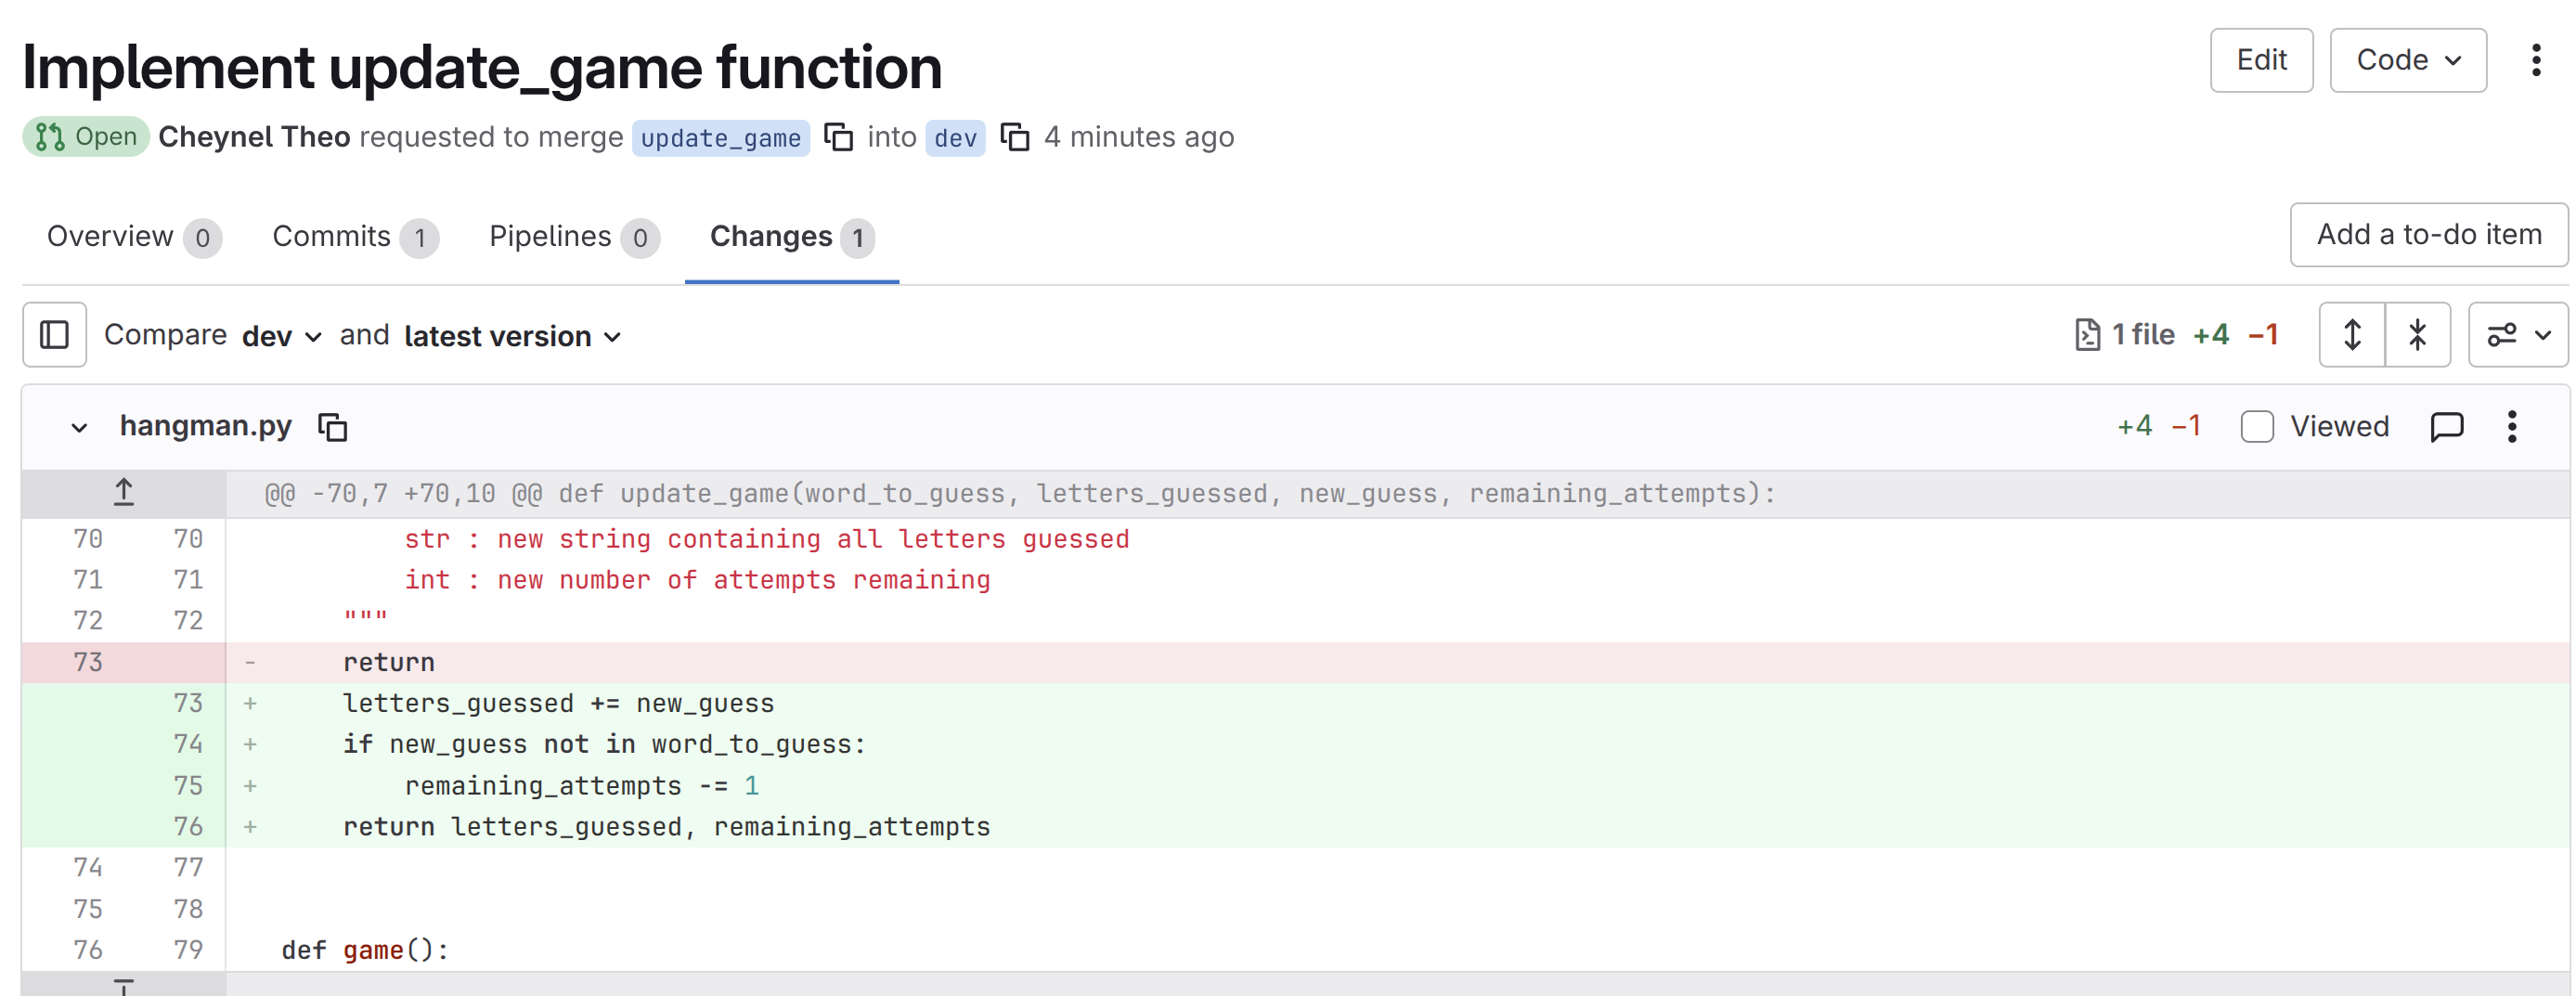 Implement update_game function
Edit
Code
Open Cheynel Theo requested to merge update_game into dev 4 minutes ago
Overview 0 Commits 1 Pipelines 0 Changes 1
Add a to-do item
Compare dev and latest version
1 file +4 −1
hangman.py
+4 −1 Viewed
@@ -70,7 +70,10 @@ def update_game(word_to_guess, letters_guessed, new_guess, remaining_attempts):
70 70 str : new string containing all letters guessed
71 71 int : new number of attempts remaining
72 72 """
73 - return
73 + letters_guessed += new_guess
74 + if new_guess not in word_to_guess:
75 + remaining_attempts -= 1
76 + return letters_guessed, remaining_attempts
74 77
75 78
76 79 def game():